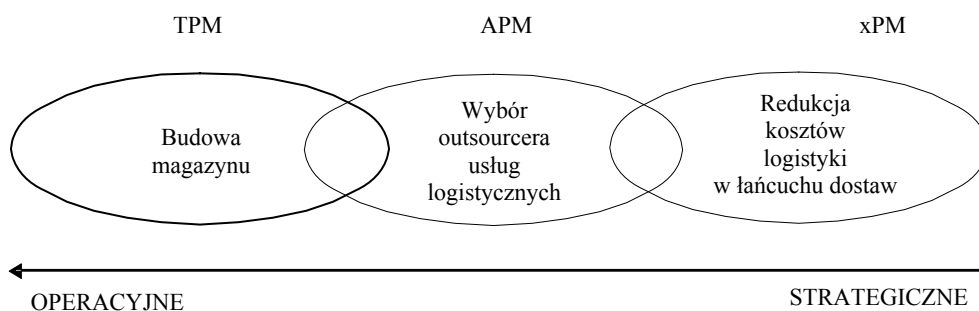 TPM
APM
xPM
Budowa
magazynu
Wybór
outsourcera
usług
logistycznych
Redukcja
kosztów
logistyki
w łańcuchu dostaw
OPERACYJNE
STRATEGICZNE